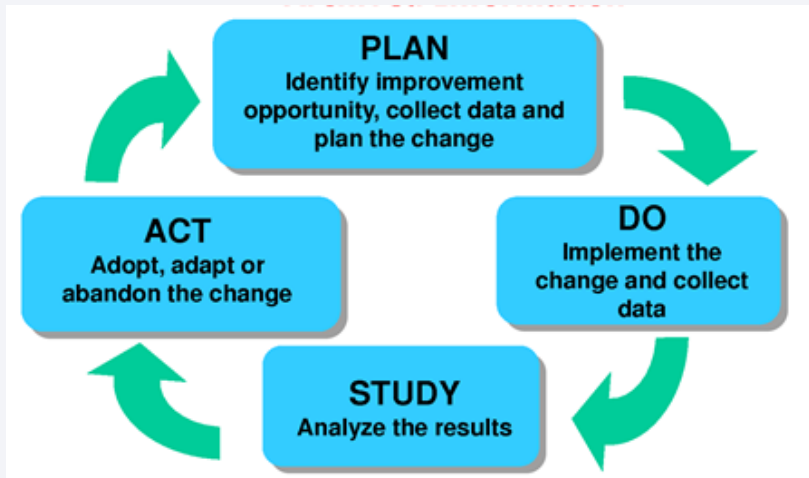 PLAN
Identify improvement
opportunity, collect data and
plan the change
DO
Implement the
change and collect
data
STUDY
Analyze the results
ACT
Adopt, adapt or
abandon the change